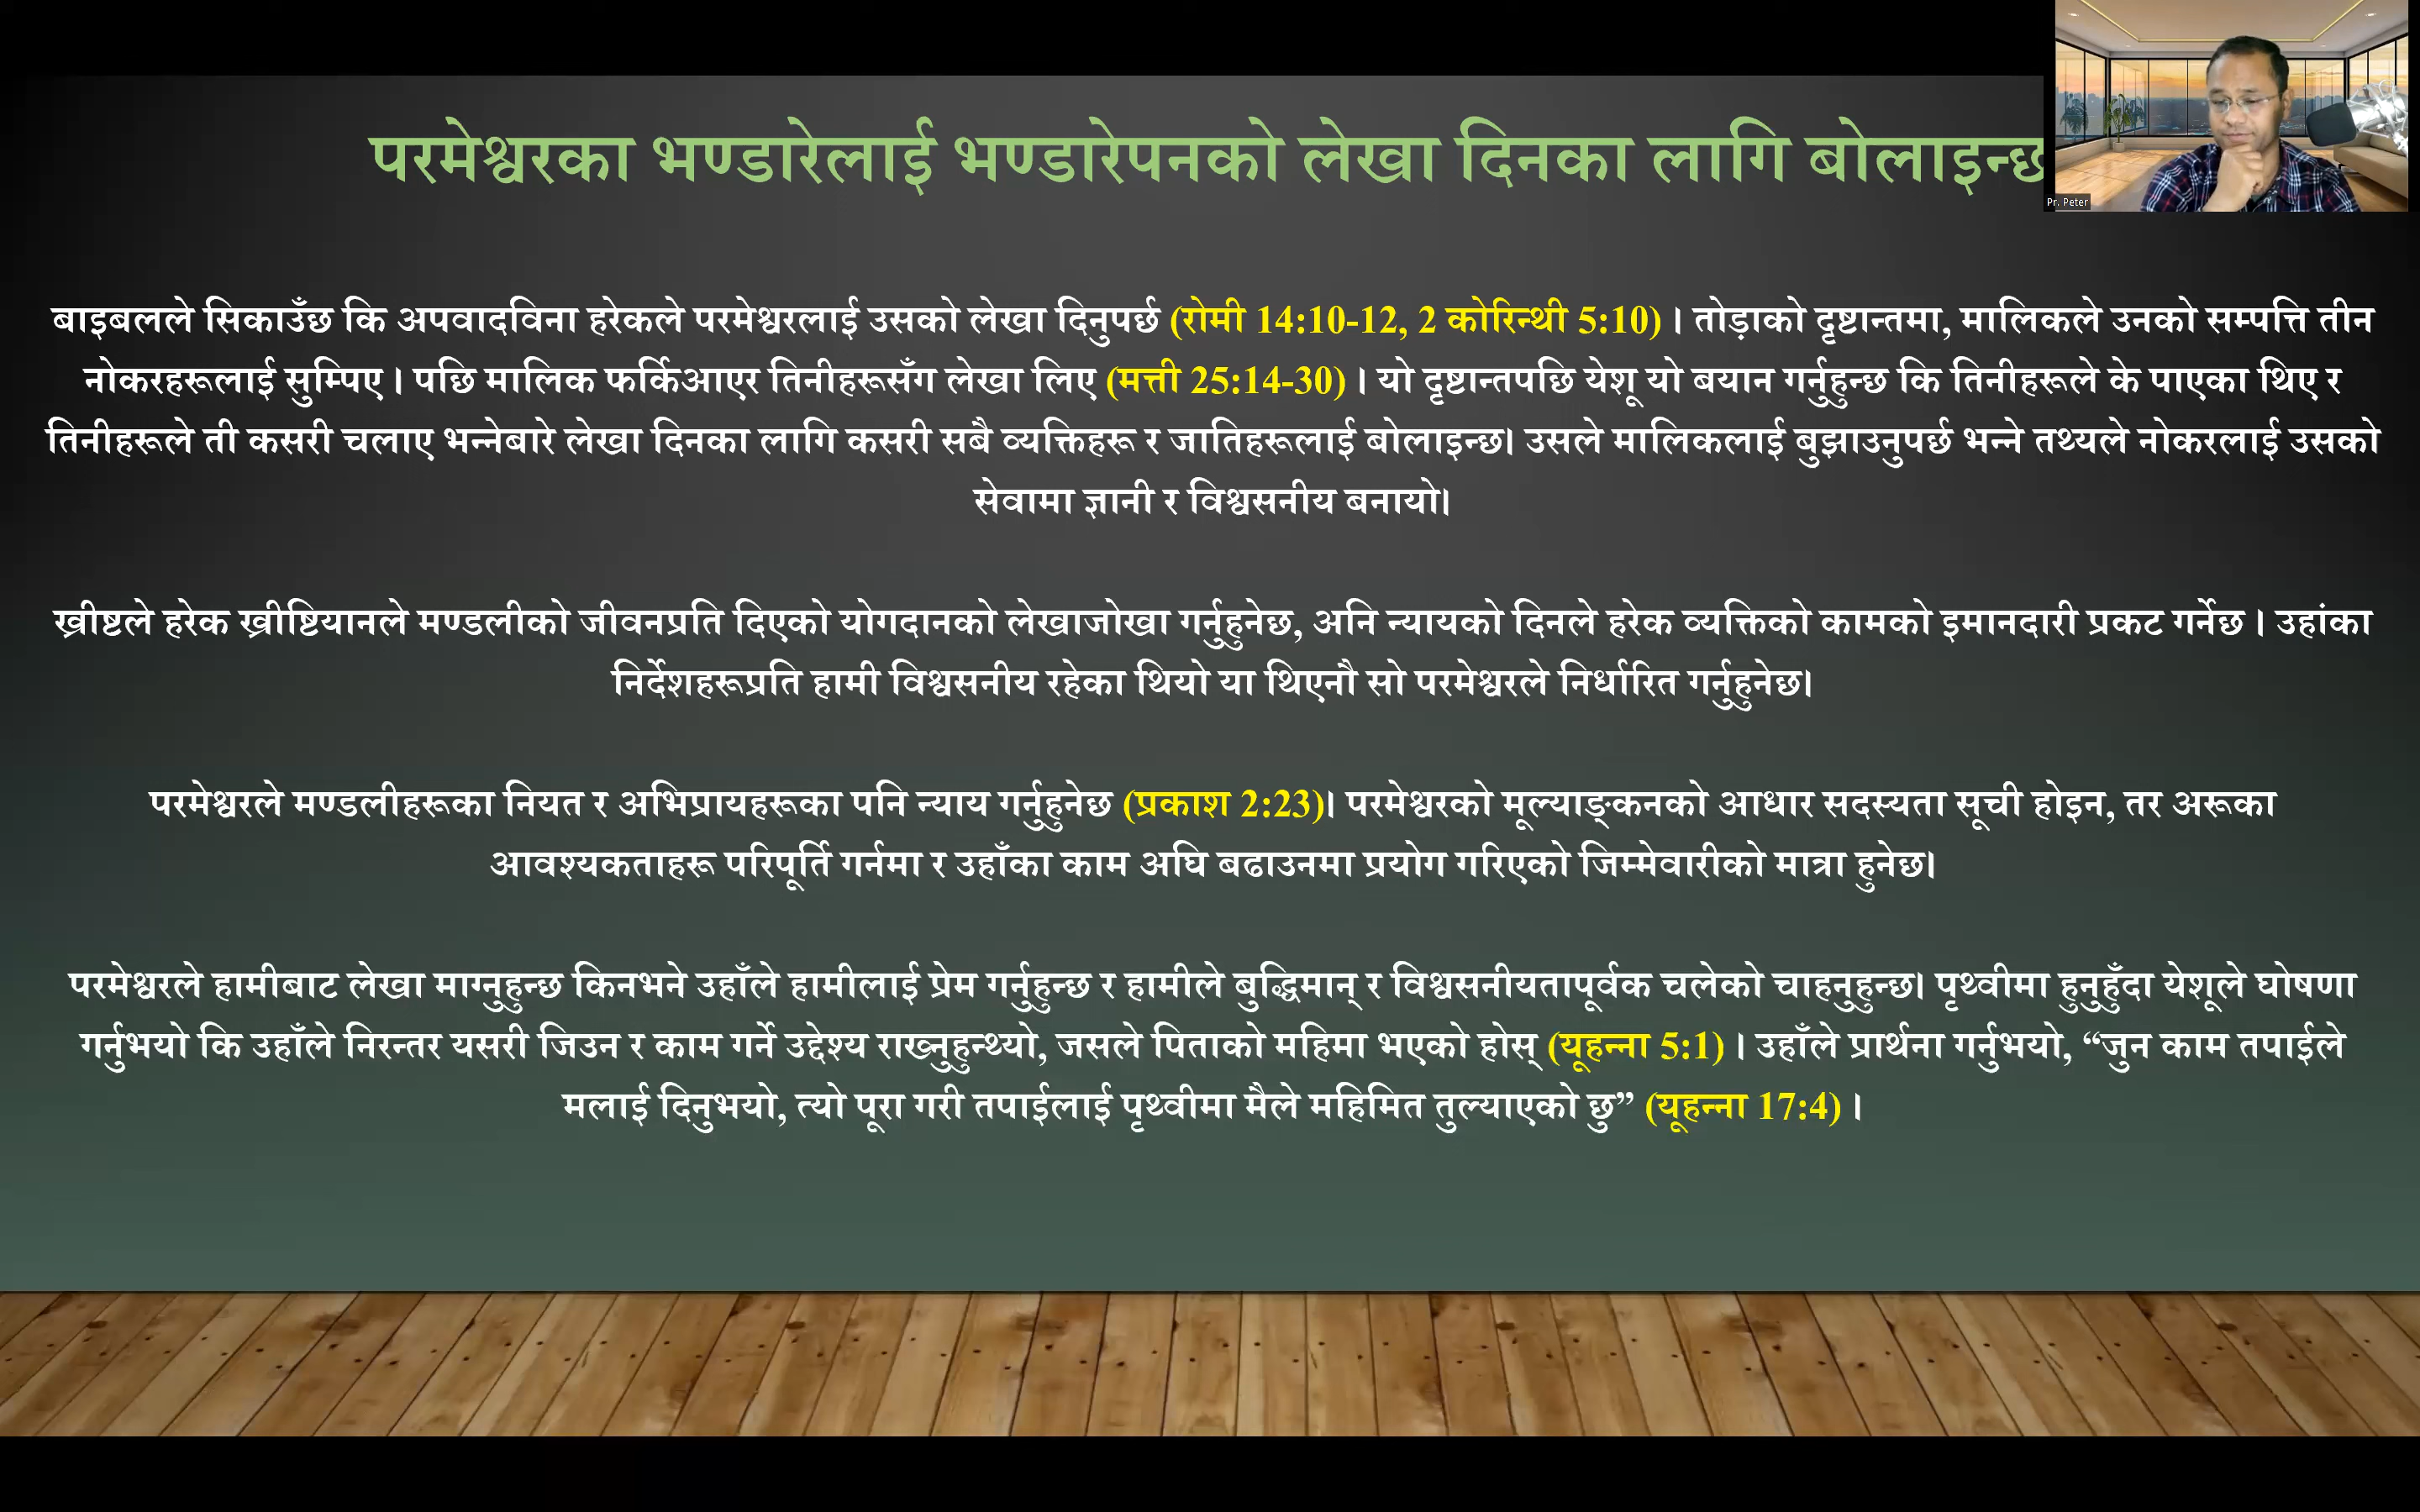 परमेश्वरका भण्डारेलाई भण्डारेपनको लेखा दिनका लागि बोलाइन्छ
Pr. Peter
बाइबलले सिकाउँछ कि अपवादविना हरेकले परमेश्वरलाई उसको लेखा दिनुपर्छ (रोमी 14:10-12, 2 कोरिन्थी 5:10) । तोड़ाको दृष्टान्तमा, मालिकले उनको सम्पत्ति तीन
नोकरहरूलाई सुम्पिए । पछि मालिक फर्किआएर तिनीहरूसँग लेखा लिए (मत्ती 25:14-30) । यो दृष्टान्तपछि येशू यो बयान गर्नुहुन्छ कि तिनीहरूले के पाएका थिए र
तिनीहरूले ती कसरी चलाए भन्नेबारे लेखा दिनका लागि कसरी सबै व्यक्तिहरू र जातिहरूलाई बोलाइन्छ। उसले मालिकलाई बुझाउनुपर्छ भन्ने तथ्यले नोकरलाई उसको
सेवामा ज्ञानी र विश्वसनीय बनायो।
ख्रीष्टले हरेक ख्रीष्टियानले मण्डलीको जीवनप्रति दिएको योगदानको लेखाजोखा गर्नुहुनेछ, अनि न्यायको दिनले हरेक व्यक्तिको कामको इमानदारी प्रकट गर्नेछ । उहांका
निर्देशहरूप्रति हामी विश्वसनीय रहेका थियो या थिएनौ सो परमेश्वरले निर्धारित गर्नुहुनेछ।
परमेश्वरले मण्डलीहरूका नियत र अभिप्रायहरूका पनि न्याय गर्नुहुनेछ (प्रकाश 2:23)। परमेश्वरको मूल्याङ्कनको आधार सदस्यता सूची होइन, तर अरूका
आवश्यकताहरू परिपूर्ति गर्नमा र उहाँका काम अघि बढाउनमा प्रयोग गरिएको जिम्मेवारीको मात्रा हुनेछ।
परमेश्वरले हामीबाट लेखा माग्नुहुन्छ किनभने उहाँले हामीलाई प्रेम गर्नुहुन्छ र हामीले बुद्धिमान् र विश्वसनीयतापूर्वक चलेको चाहनुहुन्छ। पृथ्वीमा हुनुहुँदा येशूले घोषणा
गर्नुभयो कि उहाँले निरन्तर यसरी जिउन र काम गर्ने उद्देश्य राख्नुहुन्थ्यो, जसले पिताको महिमा भएको होस् (यूहन्ना 5:1) । उहाँले प्रार्थना गर्नुभयो, “जुन काम तपाईले
मलाई दिनुभयो, त्यो पूरा गरी तपाईलाई पृथ्वीमा मैले महिमित तुल्याएको छु” (यूहन्ना 17:4) ।